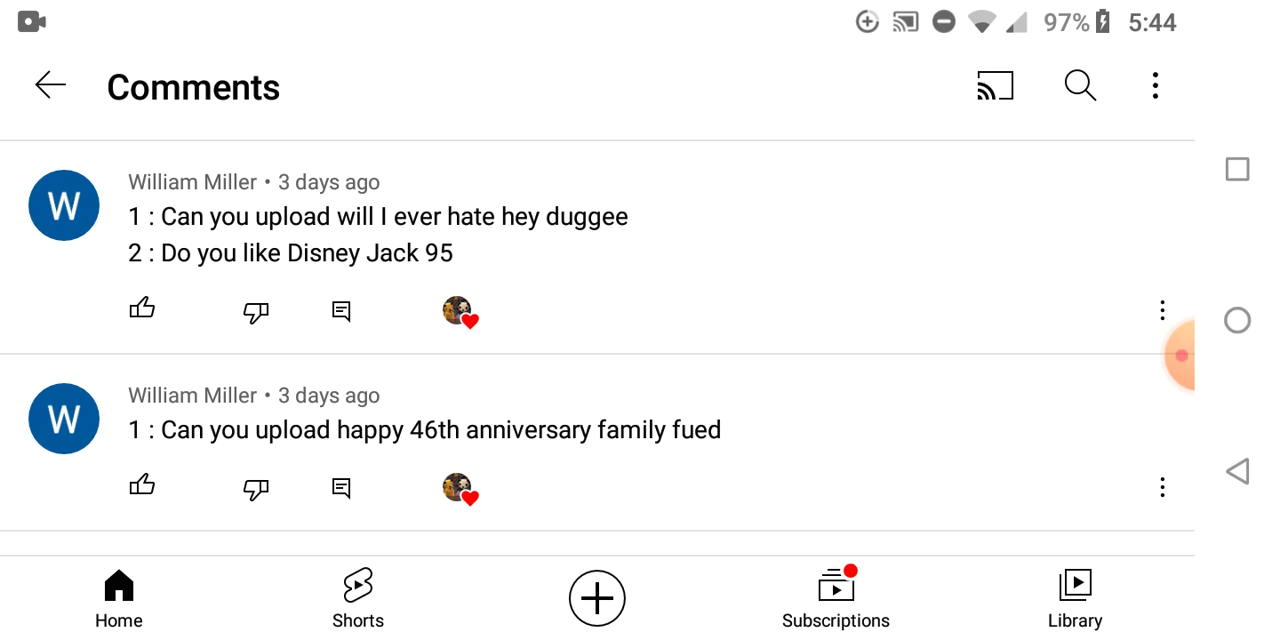 97% 5:44
Comments
W
William Miller • 3 days ago
1 : Can you upload will I ever hate hey duggee
2 : Do you like Disney Jack 95
W
William Miller • 3 days ago
1 : Can you upload happy 46th anniversary family fued
Home Shorts Subscriptions Library